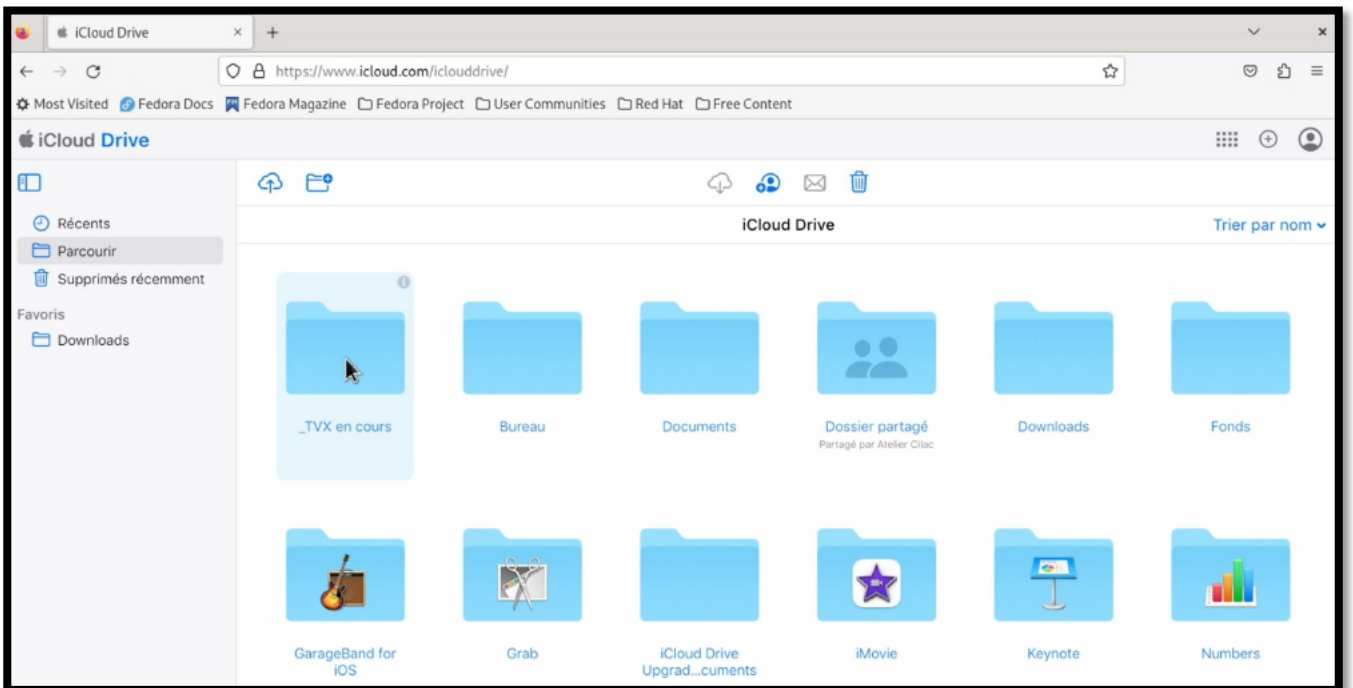 iCloud Drive
https://www.icloud.com/iclouddrive/
Most Visited Fedora Docs Fedora Magazine Fedora Project User Communities Red Hat Free Content
iCloud Drive
iCloud Drive
Trier par nom
Récents
Parcourir
Supprimés récemment
Favoris
Downloads
_TVX en cours
Bureau
Documents
Dossier partagé
Partagé par Atelier Cilac
Downloads
Fonds
GarageBand for
iOS
Grab
iCloud Drive
Upgrad...cuments
iMovie
Keynote
Numbers